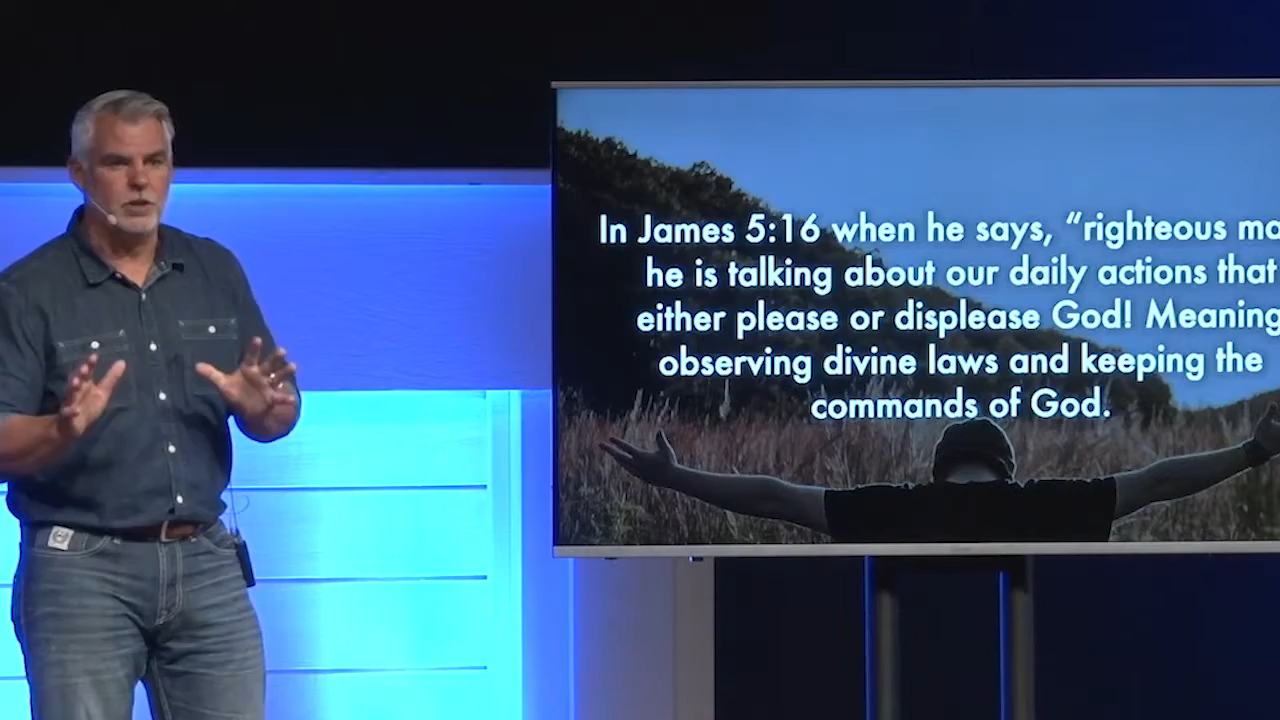 In James 5:16 when he says, “righteous
he is talking about our daily actions that
either please or displease God! Meaning
observing divine laws and keeping the
commands of God.